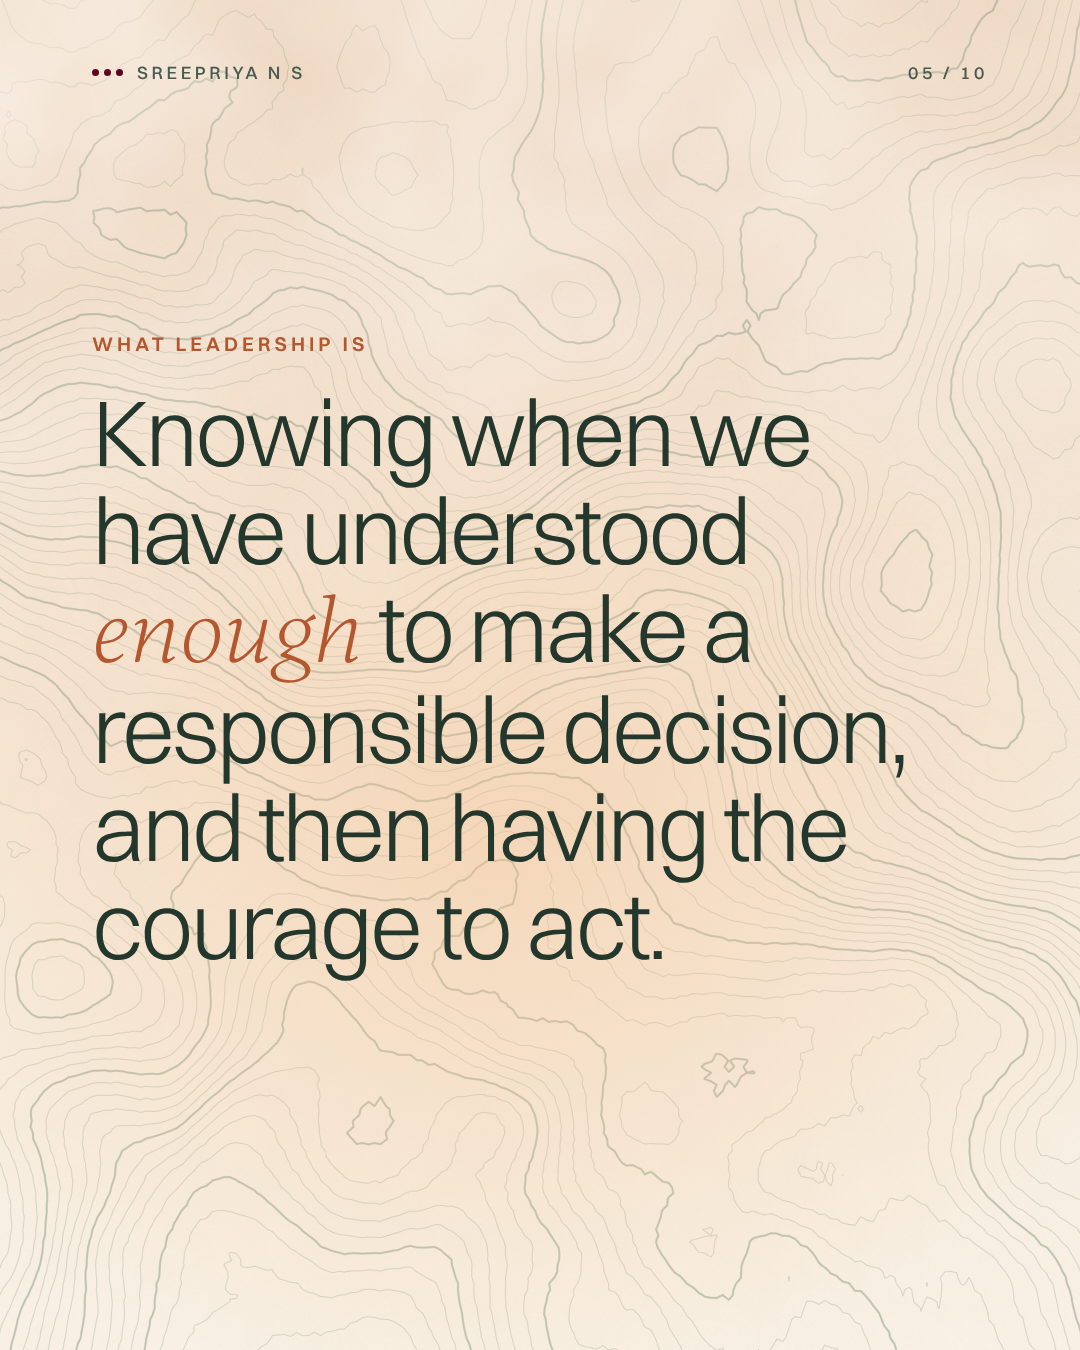 SREEPRIYA N S
05 / 10
WHAT LEADERSHIP IS
Knowing when we
have understood
enough to make a
responsible decision,
and then having the
courage to act.